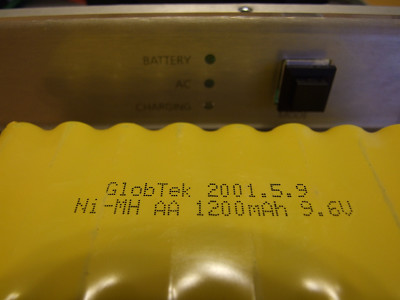 BATTERY
AC
CHARGING
GlobTek 2001.5.9
Ni-MH AA 1200mAh 9.6V